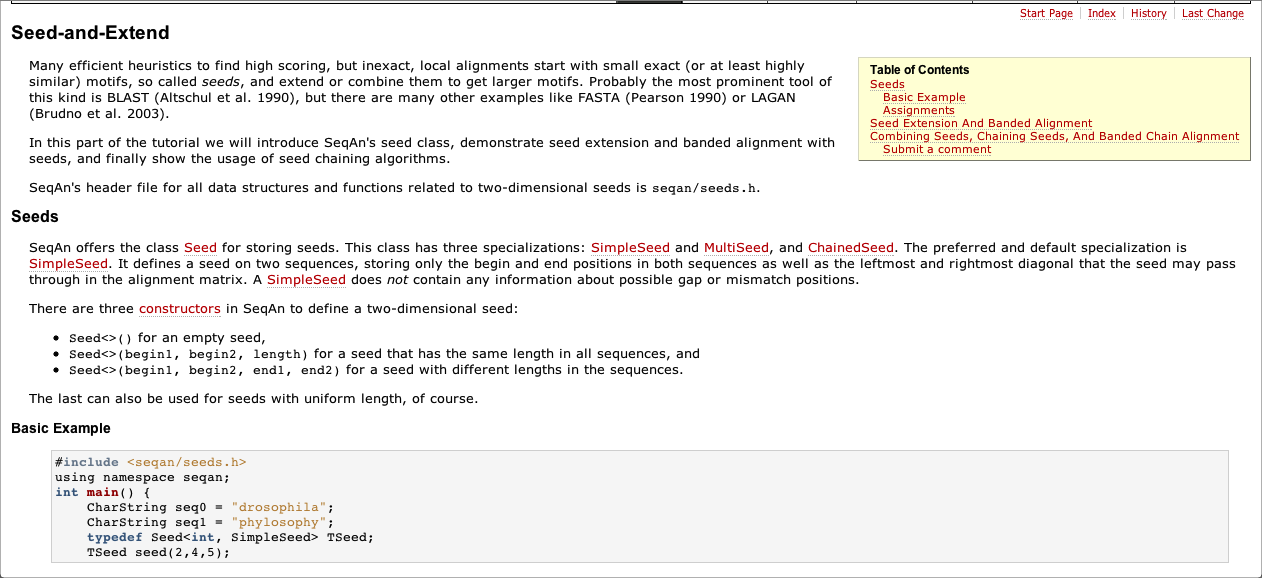 Start Page Index History Last Change
Seed-and-Extend
Many efficient heuristics to find high scoring, but inexact, local alignments start with small exact (or at least highly
similar) motifs, so called seeds, and extend or combine them to get larger motifs. Probably the most prominent tool of
this kind is BLAST (Altschul et al. 1990), but there are many other examples like FASTA (Pearson 1990) or LAGAN
(Brudno et al. 2003).
In this part of the tutorial we will introduce SeqAn's seed class, demonstrate seed extension and banded alignment with
seeds, and finally show the usage of seed chaining algorithms.
SeqAn's header file for all data structures and functions related to two-dimensional seeds is seqan/seeds.h.
Table of Contents
Seeds
Basic Example
Assignments
Seed Extension And Banded Alignment
Combining Seeds, Chaining Seeds, And Banded Chain Alignment
Submit a comment
Seeds
SeqAn offers the class Seed for storing seeds. This class has three specializations: SimpleSeed and MultiSeed, and ChainedSeed. The preferred and default specialization is
SimpleSeed. It defines a seed on two sequences, storing only the begin and end positions in both sequences as well as the leftmost and rightmost diagonal that the seed may pass
through in the alignment matrix. A SimpleSeed does not contain any information about possible gap or mismatch positions.
There are three constructors in SeqAn to define a two-dimensional seed:
• Seed<>() for an empty seed,
• Seed<>(begin1, begin2, length) for a seed that has the same length in all sequences, and
• Seed<>(begin1, begin2, end1, end2) for a seed with different lengths in the sequences.
The last can also be used for seeds with uniform length, of course.
Basic Example
#include <seqan/seeds.h>
using namespace seqan;
int main() {
    CharString seq0 = "drosophila";
    CharString seq1 = "phylosophy";
    typedef Seed<int, SimpleSeed> TSeed;
    TSeed seed(2,4,5);